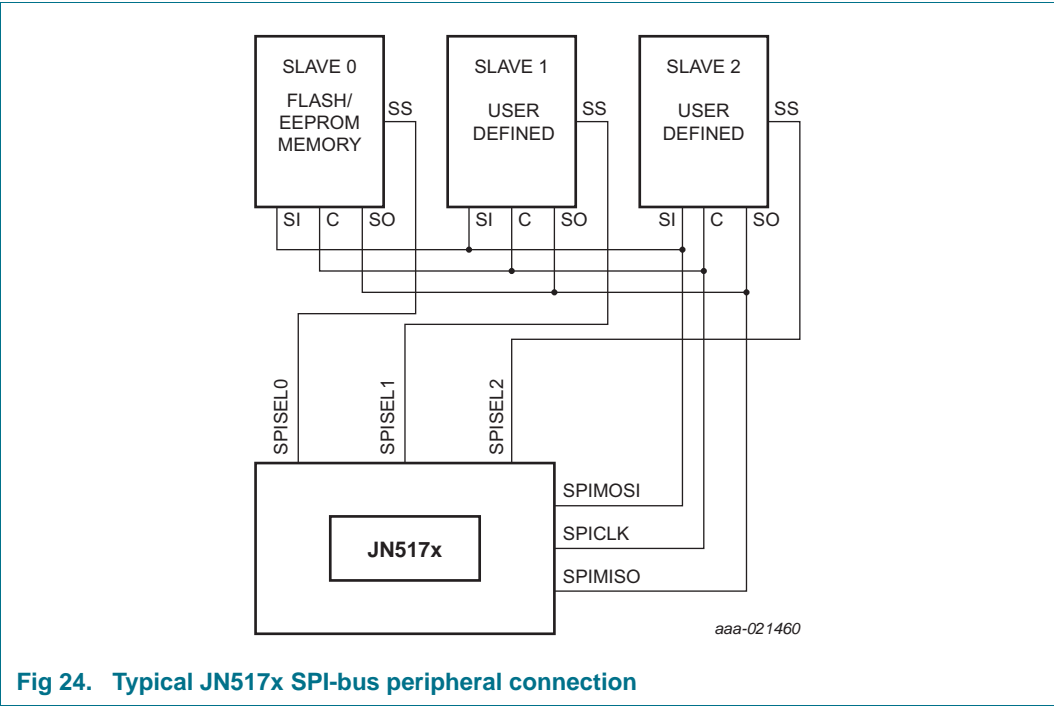 SLAVE 0
FLASH/
EEPROM
MEMORY
SS
SI
C
SO
SLAVE 1
USER
DEFINED
SS
SI
C
SO
SLAVE 2
USER
DEFINED
SS
SI
C
SO
SPISEL0
SPISEL1
SPISEL2
SPIMOSI
SPICLK
SPIMISO
JN517x
aaa-021460
Fig 24. Typical JN517x SPI-bus peripheral connection